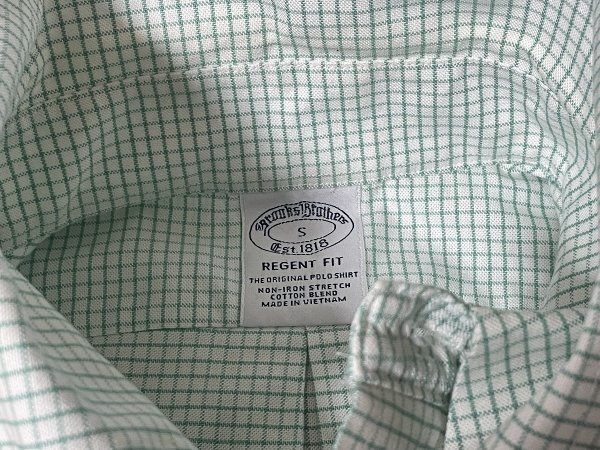 Brooks Brothers
S
Est. 1818
REGENT FIT
THE ORIGINAL POLO SHIRT
NON-IRON STRETCH
COTTON BLEND
MADE IN VIETNAM